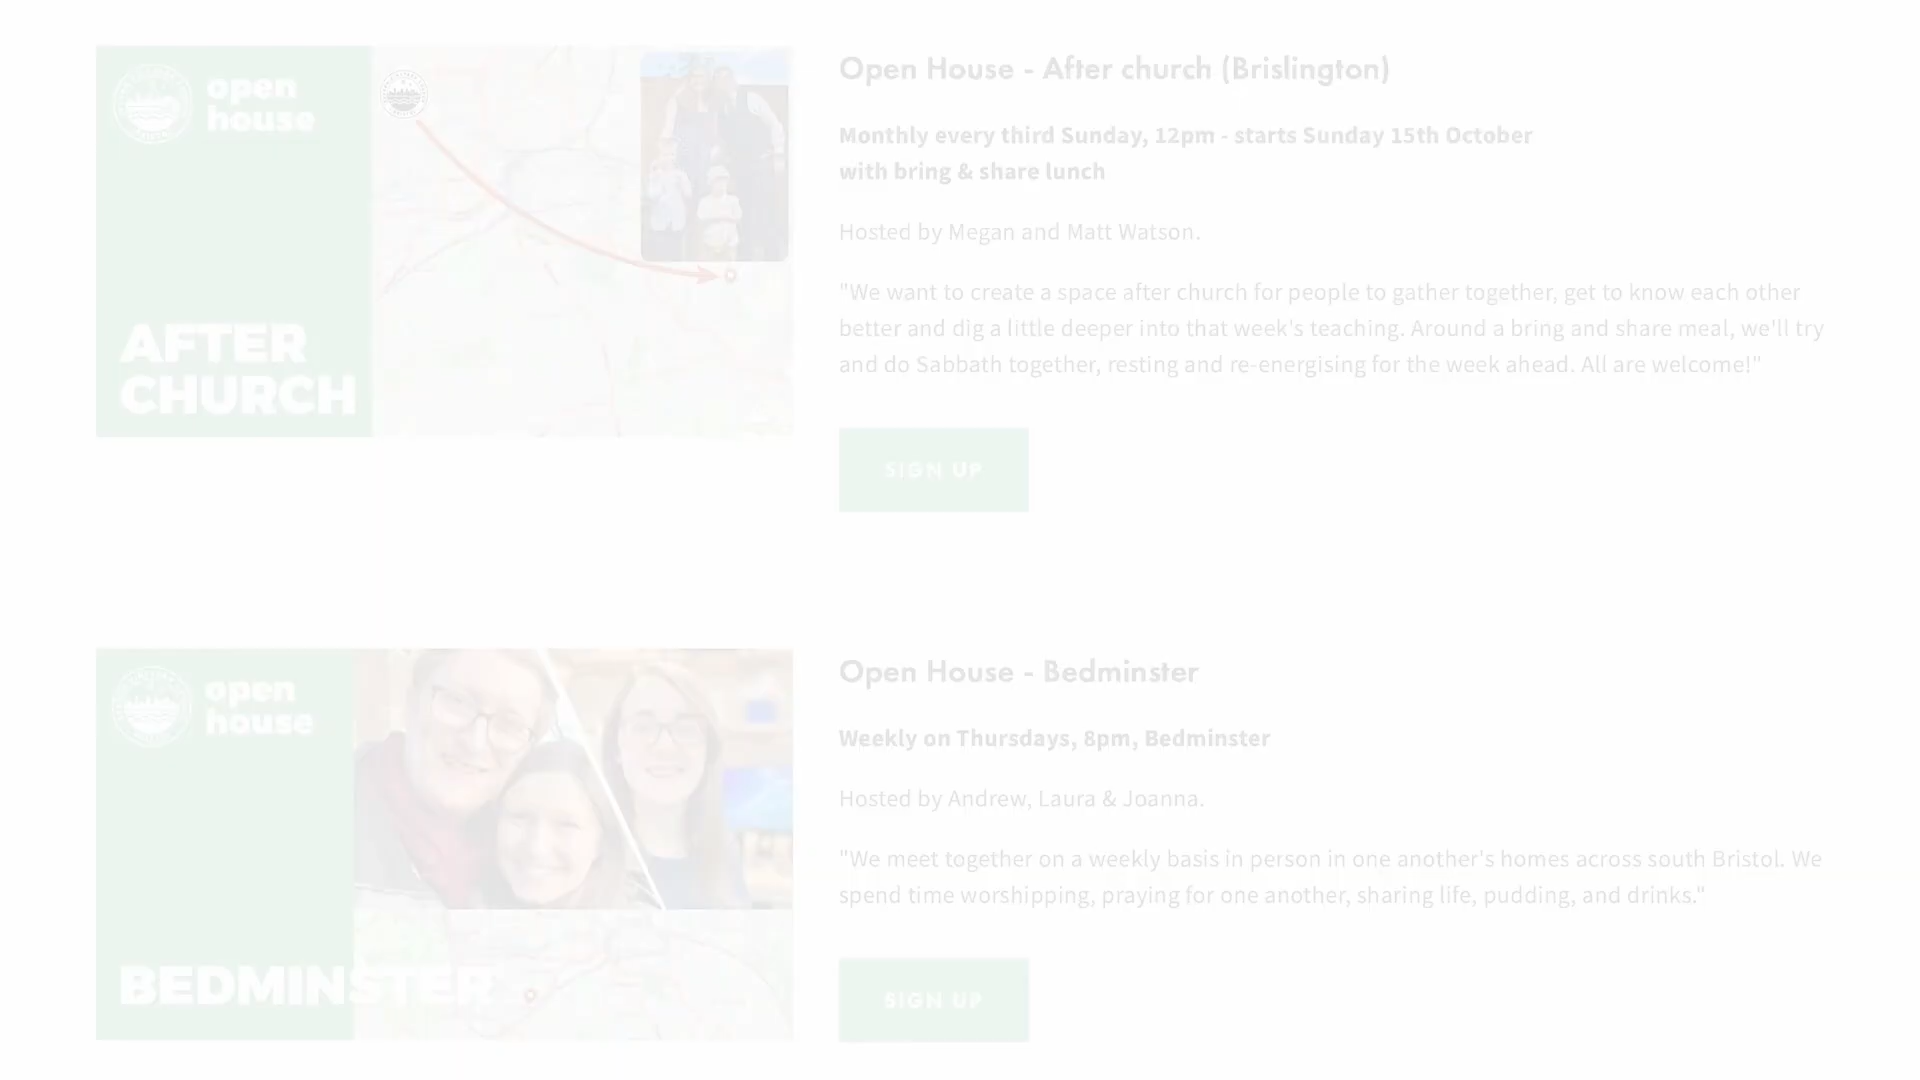 open
house
AFTER
CHURCH
Open House - After church (Brislington)
Monthly every third Sunday, 12pm - starts Sunday 15th October
with bring & share lunch
Hosted by Megan and Matt Watson.
"We want to create a space after church for people to gather together, get to know each other
better and dig a little deeper into that week's teaching. Around a bring and share meal, we'll try
and do Sabbath together, resting and re-energising for the week ahead. All are welcome!"
SIGN UP
open
house
BEDMINSTER
Open House - Bedminster
Weekly on Thursdays, 8pm, Bedminster
Hosted by Andrew, Laura & Joanna.
"We meet together on a weekly basis in person in one another's homes across south Bristol. We
spend time worshipping, praying for one another, sharing life, pudding, and drinks."
SIGN UP